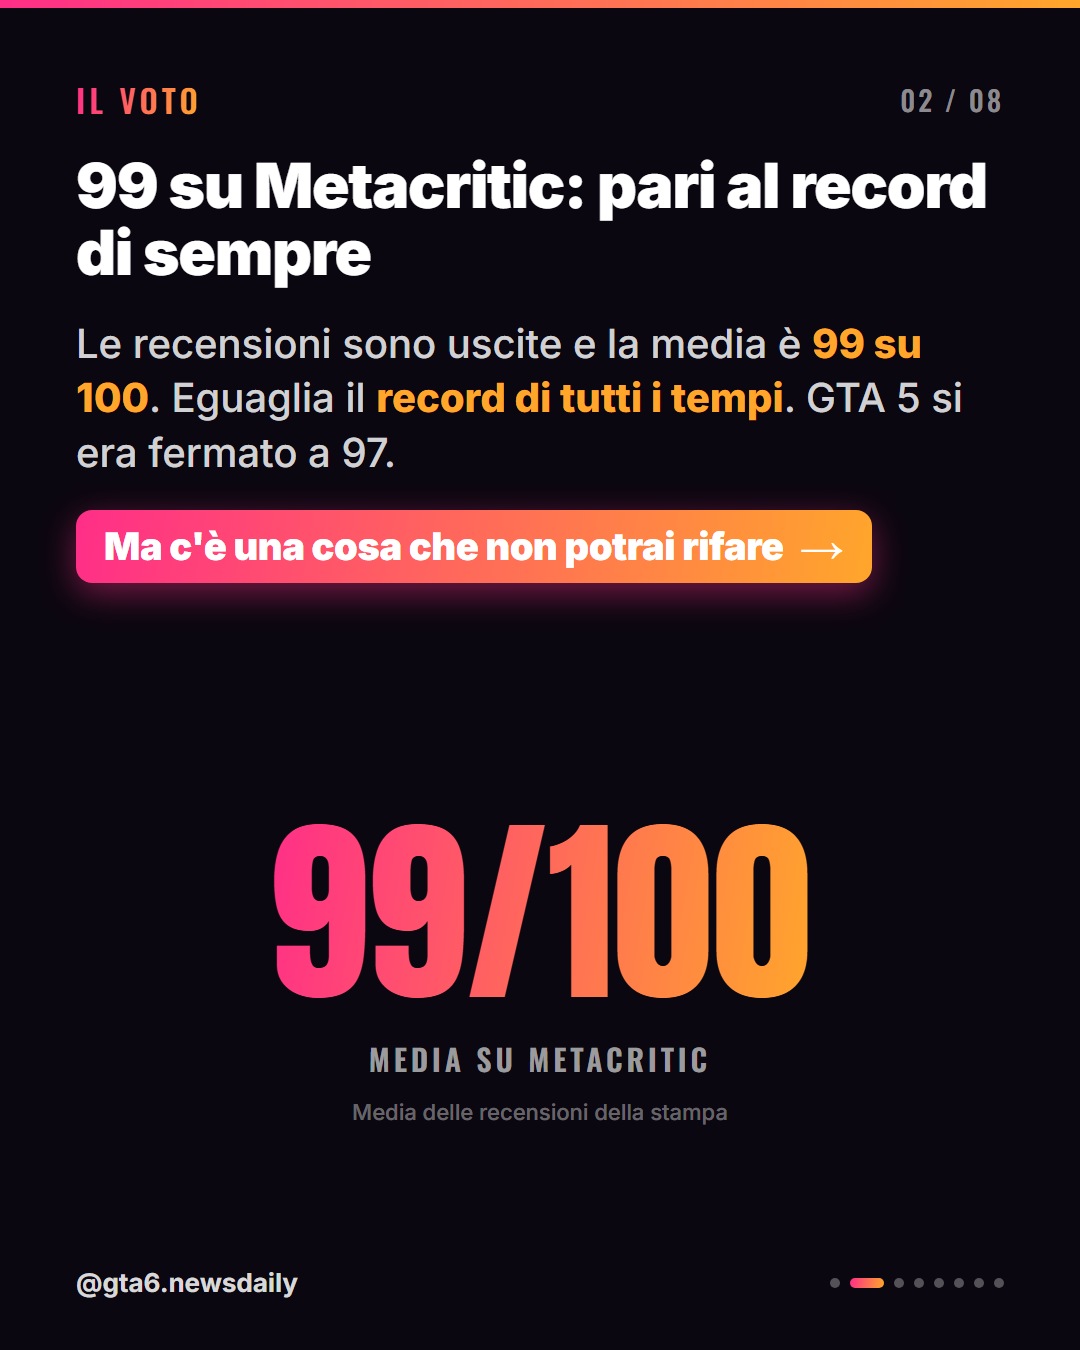 IL VOTO
02 / 08
99 su Metacritic: pari al record
di sempre
Le recensioni sono uscite e la media è 99 su
100. Eguaglia il record di tutti i tempi. GTA 5 si
era fermato a 97.
Ma c'è una cosa che non potrai rifare →
99/100
MEDIA SU METACRITIC
Media delle recensioni della stampa
@gta6.newsdaily